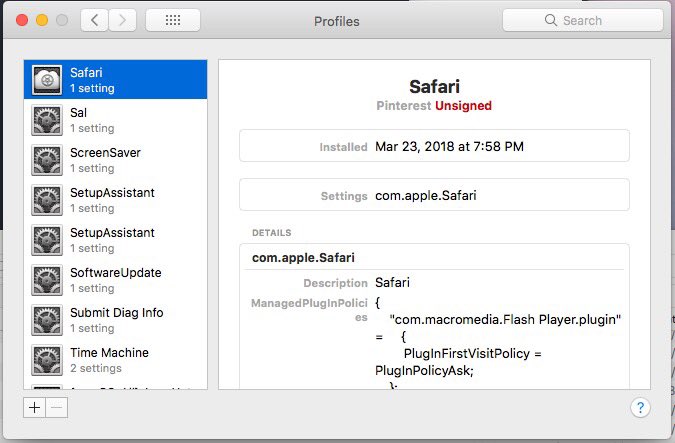 Profiles
Search
Safari
1 setting
Sal
1 setting
ScreenSaver
1 setting
SetupAssistant
1 setting
SetupAssistant
1 setting
SoftwareUpdate
1 setting
Submit Diag Info
1 setting
Time Machine
2 settings
Safari
Pinterest Unsigned
Installed Mar 23, 2018 at 7:58 PM
Settings com.apple.Safari
DETAILS
com.apple.Safari
Description Safari
ManagedPlugInPolici
es
{
"com.macromedia.Flash Player.plugin"
= {
PlugInFirstVisitPolicy =
PlugInPolicyAsk;
};
+ −
?